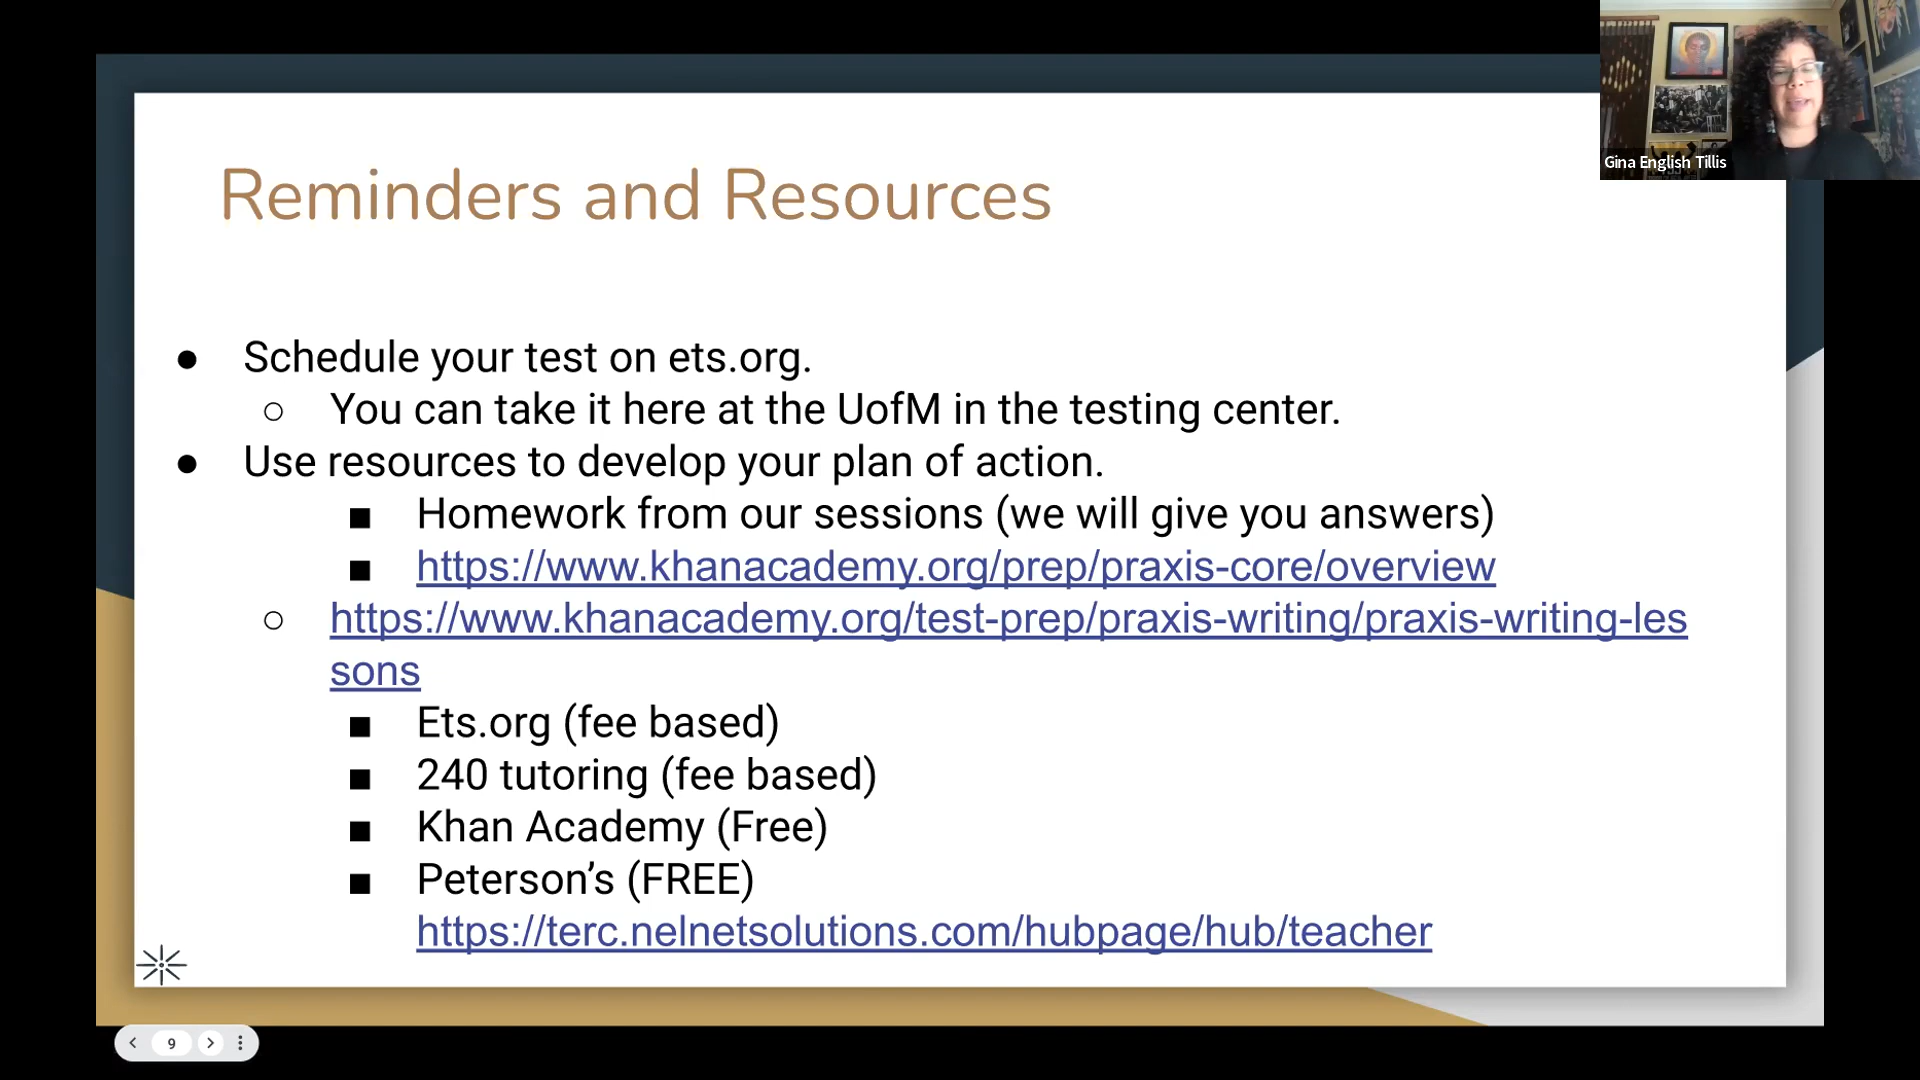 Gina English Tillis
Reminders and Resources
● Schedule your test on ets.org.
○ You can take it here at the UofM in the testing center.
● Use resources to develop your plan of action.
■ Homework from our sessions (we will give you answers)
■ https://www.khanacademy.org/prep/praxis-core/overview
○ https://www.khanacademy.org/test-prep/praxis-writing/praxis-writing-les
sons
■ Ets.org (fee based)
■ 240 tutoring (fee based)
■ Khan Academy (Free)
■ Peterson’s (FREE)
https://terc.nelnetsolutions.com/hubpage/hub/teacher
9